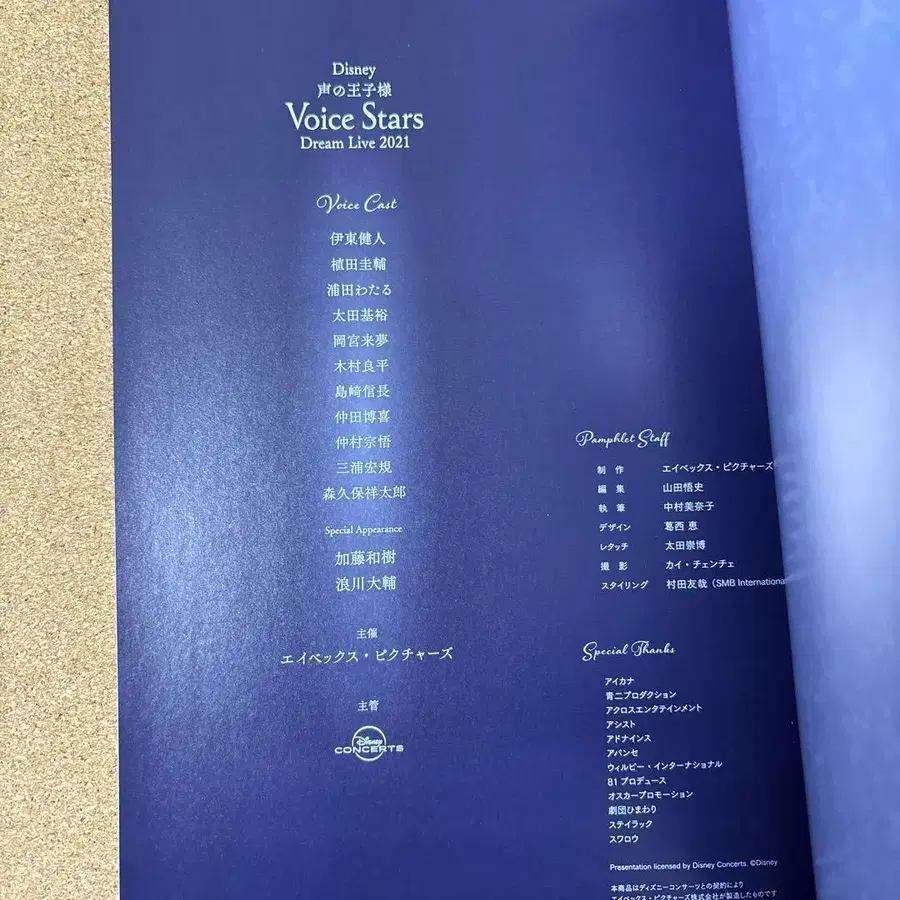 Disney
声の王子様
Voice Stars
Dream Live 2021
Voice Cast
伊東健人
植田圭輔
浦田わたる
太田基裕
岡宮来夢
木村良平
島﨑信長
仲田博喜
仲村宗悟
三浦宏規
森久保祥太郎
Special Appearance
加藤和樹
浪川大輔
主催
エイベックス・ピクチャーズ
主管
Disney
CONCERTS
Pamphlet Staff
制 作 エイベックス・ピクチャーズ
編 集 山田悟史
執 筆 中村美奈子
デザイン 葛西 恵
レタッチ 太田崇博
撮 影 カイ・チェンチェ
スタイリング 村田友哉（SMB Internationa
Special Thanks
アイカナ
青二プロダクション
アクロスエンタテインメント
アシスト
アドナインス
アバンセ
ウィルビー・インターナショナル
81 プロデュース
オスカープロモーション
劇団ひまわり
ステイラック
スワロウ
Presentation licensed by Disney Concerts. ©Disney
本商品はディズニーコンサーツとの契約により
エイベックス・ピクチャーズ株式会社が製造したものです